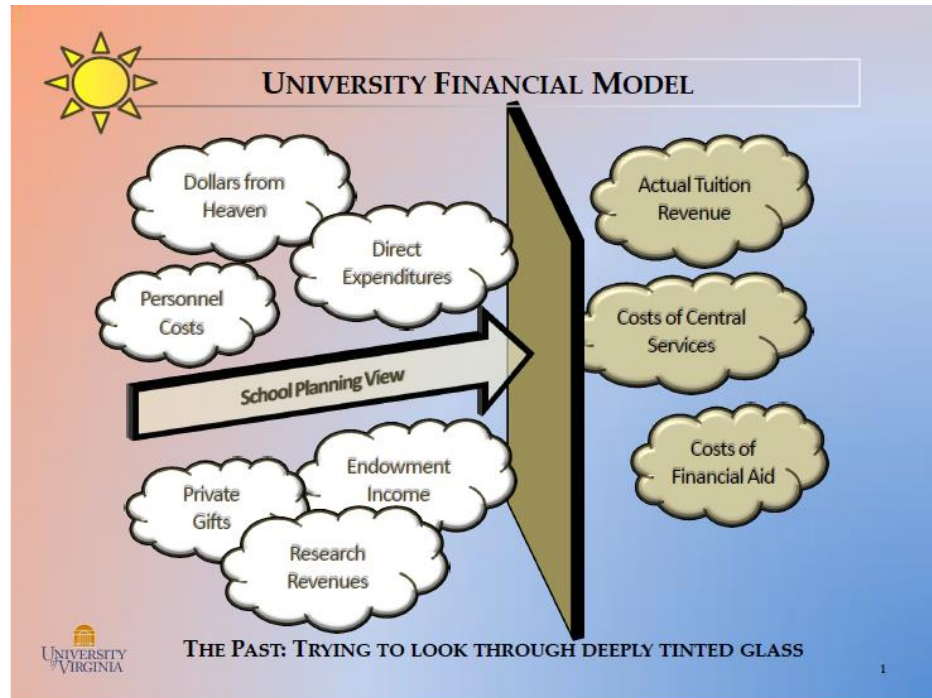 UNIVERSITY FINANCIAL MODEL
Dollars from
Heaven
Direct
Expenditures
Personnel
Costs
School Planning View
Endowment
Income
Private
Gifts
Research
Revenues
Actual Tuition
Revenue
Costs of Central
Services
Costs of
Financial Aid
UNIVERSITY
of VIRGINIA
THE PAST: TRYING TO LOOK THROUGH DEEPLY TINTED GLASS
1